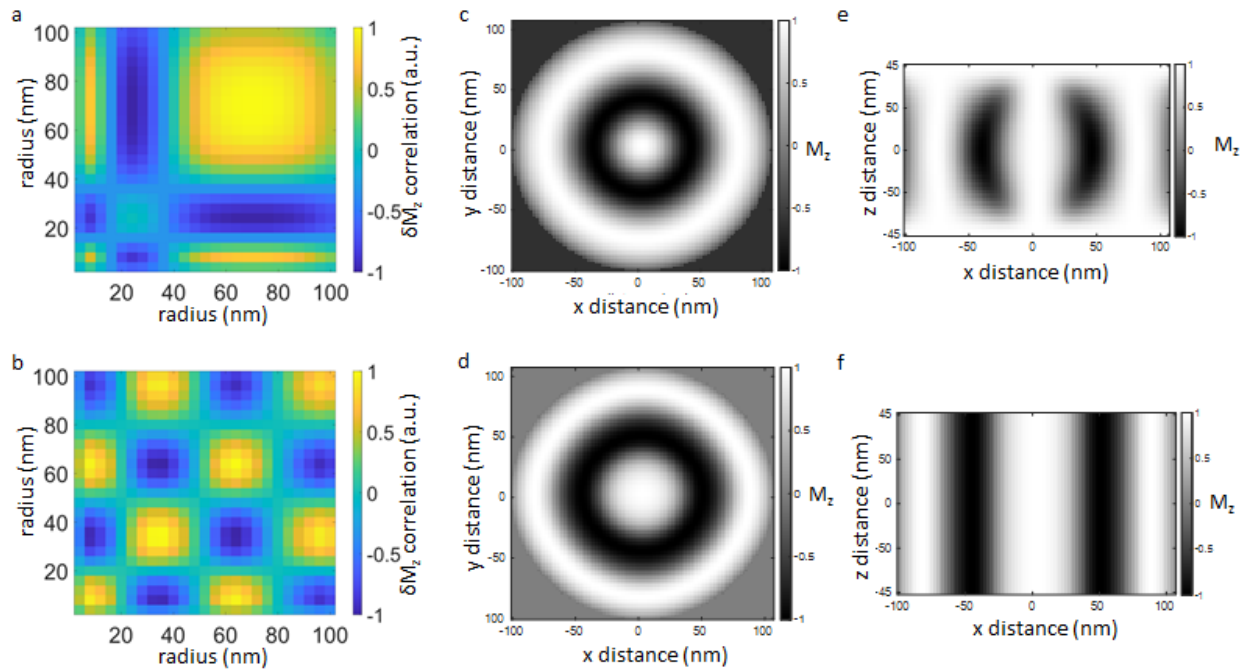 a
100
80
60
40
20
20 40 60 80 100
radius (nm)
radius (nm)
1
0.5
0
-0.5
-1
δMz correlation (a.u.)
c
100
50
0
-50
-100
-100 -50 0 50 100
y distance (nm)
x distance (nm)
1
0.5
0
-0.5
-1
Mz
e
45
50
0
-50
-45
-100 -50 0 50 100
z distance (nm)
x distance (nm)
1
0.5
0
-0.5
-1
Mz
b
100
80
60
40
20
20 40 60 80 100
radius (nm)
radius (nm)
1
0.5
0
-0.5
-1
δMz correlation (a.u.)
d
100
50
0
-50
-100
-100 -50 0 50 100
y distance (nm)
x distance (nm)
1
0.5
0
-0.5
-1
Mz
f
45
50
0
-50
-45
-100 -50 0 50 100
z distance (nm)
x distance (nm)
1
0.5
0
-0.5
-1
Mz